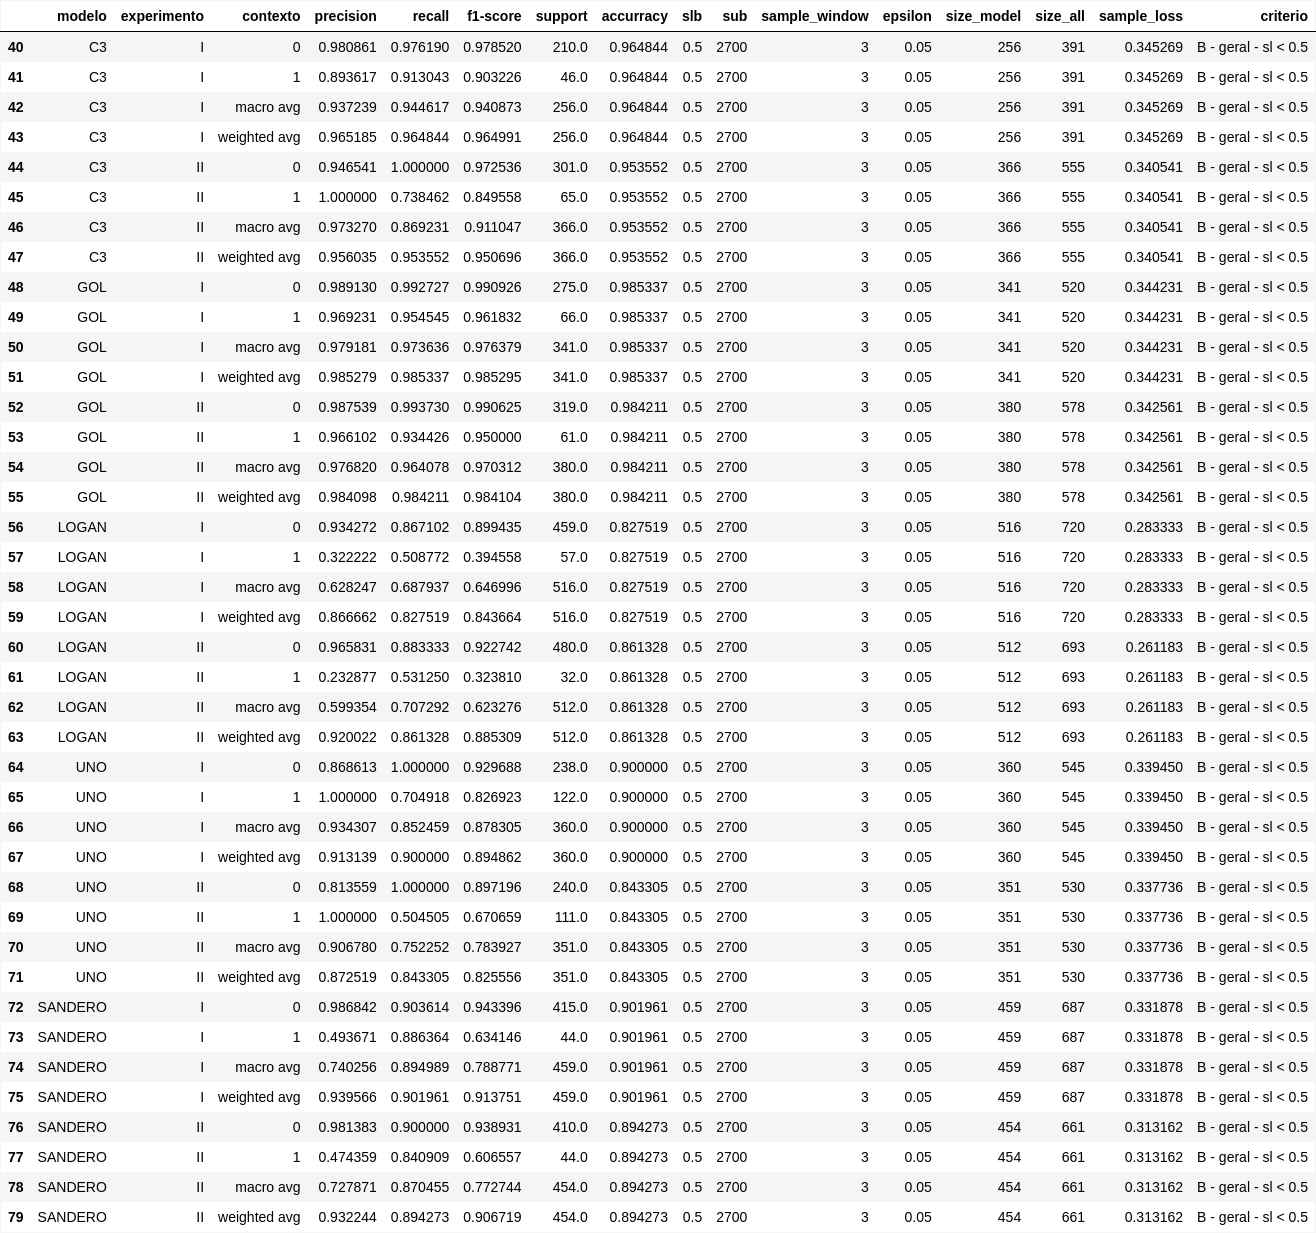 modelo experimento contexto precision recall f1-score support accurracy slb sub sample_window epsilon size_model size_all sample_loss criterio
40 C3 I 0 0.980861 0.976190 0.978520 210.0 0.964844 0.5 2700 3 0.05 256 391 0.345269 B - geral - sl < 0.5
41 C3 I 1 0.893617 0.913043 0.903226 46.0 0.964844 0.5 2700 3 0.05 256 391 0.345269 B - geral - sl < 0.5
42 C3 I macro avg 0.937239 0.944617 0.940873 256.0 0.964844 0.5 2700 3 0.05 256 391 0.345269 B - geral - sl < 0.5
43 C3 I weighted avg 0.965185 0.964844 0.964991 256.0 0.964844 0.5 2700 3 0.05 256 391 0.345269 B - geral - sl < 0.5
44 C3 II 0 0.946541 1.000000 0.972536 301.0 0.953552 0.5 2700 3 0.05 366 555 0.340541 B - geral - sl < 0.5
45 C3 II 1 1.000000 0.738462 0.849558 65.0 0.953552 0.5 2700 3 0.05 366 555 0.340541 B - geral - sl < 0.5
46 C3 II macro avg 0.973270 0.869231 0.911047 366.0 0.953552 0.5 2700 3 0.05 366 555 0.340541 B - geral - sl < 0.5
47 C3 II weighted avg 0.956035 0.953552 0.950696 366.0 0.953552 0.5 2700 3 0.05 366 555 0.340541 B - geral - sl < 0.5
48 GOL I 0 0.989130 0.992727 0.990926 275.0 0.985337 0.5 2700 3 0.05 341 520 0.344231 B - geral - sl < 0.5
49 GOL I 1 0.969231 0.954545 0.961832 66.0 0.985337 0.5 2700 3 0.05 341 520 0.344231 B - geral - sl < 0.5
50 GOL I macro avg 0.979181 0.973636 0.976379 341.0 0.985337 0.5 2700 3 0.05 341 520 0.344231 B - geral - sl < 0.5
51 GOL I weighted avg 0.985279 0.985337 0.985295 341.0 0.985337 0.5 2700 3 0.05 341 520 0.344231 B - geral - sl < 0.5
52 GOL II 0 0.987539 0.993730 0.990625 319.0 0.984211 0.5 2700 3 0.05 380 578 0.342561 B - geral - sl < 0.5
53 GOL II 1 0.966102 0.934426 0.950000 61.0 0.984211 0.5 2700 3 0.05 380 578 0.342561 B - geral - sl < 0.5
54 GOL II macro avg 0.976820 0.964078 0.970312 380.0 0.984211 0.5 2700 3 0.05 380 578 0.342561 B - geral - sl < 0.5
55 GOL II weighted avg 0.984098 0.984211 0.984104 380.0 0.984211 0.5 2700 3 0.05 380 578 0.342561 B - geral - sl < 0.5
56 LOGAN I 0 0.934272 0.867102 0.899435 459.0 0.827519 0.5 2700 3 0.05 516 720 0.283333 B - geral - sl < 0.5
57 LOGAN I 1 0.322222 0.508772 0.394558 57.0 0.827519 0.5 2700 3 0.05 516 720 0.283333 B - geral - sl < 0.5
58 LOGAN I macro avg 0.628247 0.687937 0.646996 516.0 0.827519 0.5 2700 3 0.05 516 720 0.283333 B - geral - sl < 0.5
59 LOGAN I weighted avg 0.866662 0.827519 0.843664 516.0 0.827519 0.5 2700 3 0.05 516 720 0.283333 B - geral - sl < 0.5
60 LOGAN II 0 0.965831 0.883333 0.922742 480.0 0.861328 0.5 2700 3 0.05 512 693 0.261183 B - geral - sl < 0.5
61 LOGAN II 1 0.232877 0.531250 0.323810 32.0 0.861328 0.5 2700 3 0.05 512 693 0.261183 B - geral - sl < 0.5
62 LOGAN II macro avg 0.599354 0.707292 0.623276 512.0 0.861328 0.5 2700 3 0.05 512 693 0.261183 B - geral - sl < 0.5
63 LOGAN II weighted avg 0.920022 0.861328 0.885309 512.0 0.861328 0.5 2700 3 0.05 512 693 0.261183 B - geral - sl < 0.5
64 UNO I 0 0.868613 1.000000 0.929688 238.0 0.900000 0.5 2700 3 0.05 360 545 0.339450 B - geral - sl < 0.5
65 UNO I 1 1.000000 0.704918 0.826923 122.0 0.900000 0.5 2700 3 0.05 360 545 0.339450 B - geral - sl < 0.5
66 UNO I macro avg 0.934307 0.852459 0.878305 360.0 0.900000 0.5 2700 3 0.05 360 545 0.339450 B - geral - sl < 0.5
67 UNO I weighted avg 0.913139 0.900000 0.894862 360.0 0.900000 0.5 2700 3 0.05 360 545 0.339450 B - geral - sl < 0.5
68 UNO II 0 0.813559 1.000000 0.897196 240.0 0.843305 0.5 2700 3 0.05 351 530 0.337736 B - geral - sl < 0.5
69 UNO II 1 1.000000 0.504505 0.670659 111.0 0.843305 0.5 2700 3 0.05 351 530 0.337736 B - geral - sl < 0.5
70 UNO II macro avg 0.906780 0.752252 0.783927 351.0 0.843305 0.5 2700 3 0.05 351 530 0.337736 B - geral - sl < 0.5
71 UNO II weighted avg 0.872519 0.843305 0.825556 351.0 0.843305 0.5 2700 3 0.05 351 530 0.337736 B - geral - sl < 0.5
72 SANDERO I 0 0.986842 0.903614 0.943396 415.0 0.901961 0.5 2700 3 0.05 459 687 0.331878 B - geral - sl < 0.5
73 SANDERO I 1 0.493671 0.886364 0.634146 44.0 0.901961 0.5 2700 3 0.05 459 687 0.331878 B - geral - sl < 0.5
74 SANDERO I macro avg 0.740256 0.894989 0.788771 459.0 0.901961 0.5 2700 3 0.05 459 687 0.331878 B - geral - sl < 0.5
75 SANDERO I weighted avg 0.939566 0.901961 0.913751 459.0 0.901961 0.5 2700 3 0.05 459 687 0.331878 B - geral - sl < 0.5
76 SANDERO II 0 0.981383 0.900000 0.938931 410.0 0.894273 0.5 2700 3 0.05 454 661 0.313162 B - geral - sl < 0.5
77 SANDERO II 1 0.474359 0.840909 0.606557 44.0 0.894273 0.5 2700 3 0.05 454 661 0.313162 B - geral - sl < 0.5
78 SANDERO II macro avg 0.727871 0.870455 0.772744 454.0 0.894273 0.5 2700 3 0.05 454 661 0.313162 B - geral - sl < 0.5
79 SANDERO II weighted avg 0.932244 0.894273 0.906719 454.0 0.894273 0.5 2700 3 0.05 454 661 0.313162 B - geral - sl < 0.5